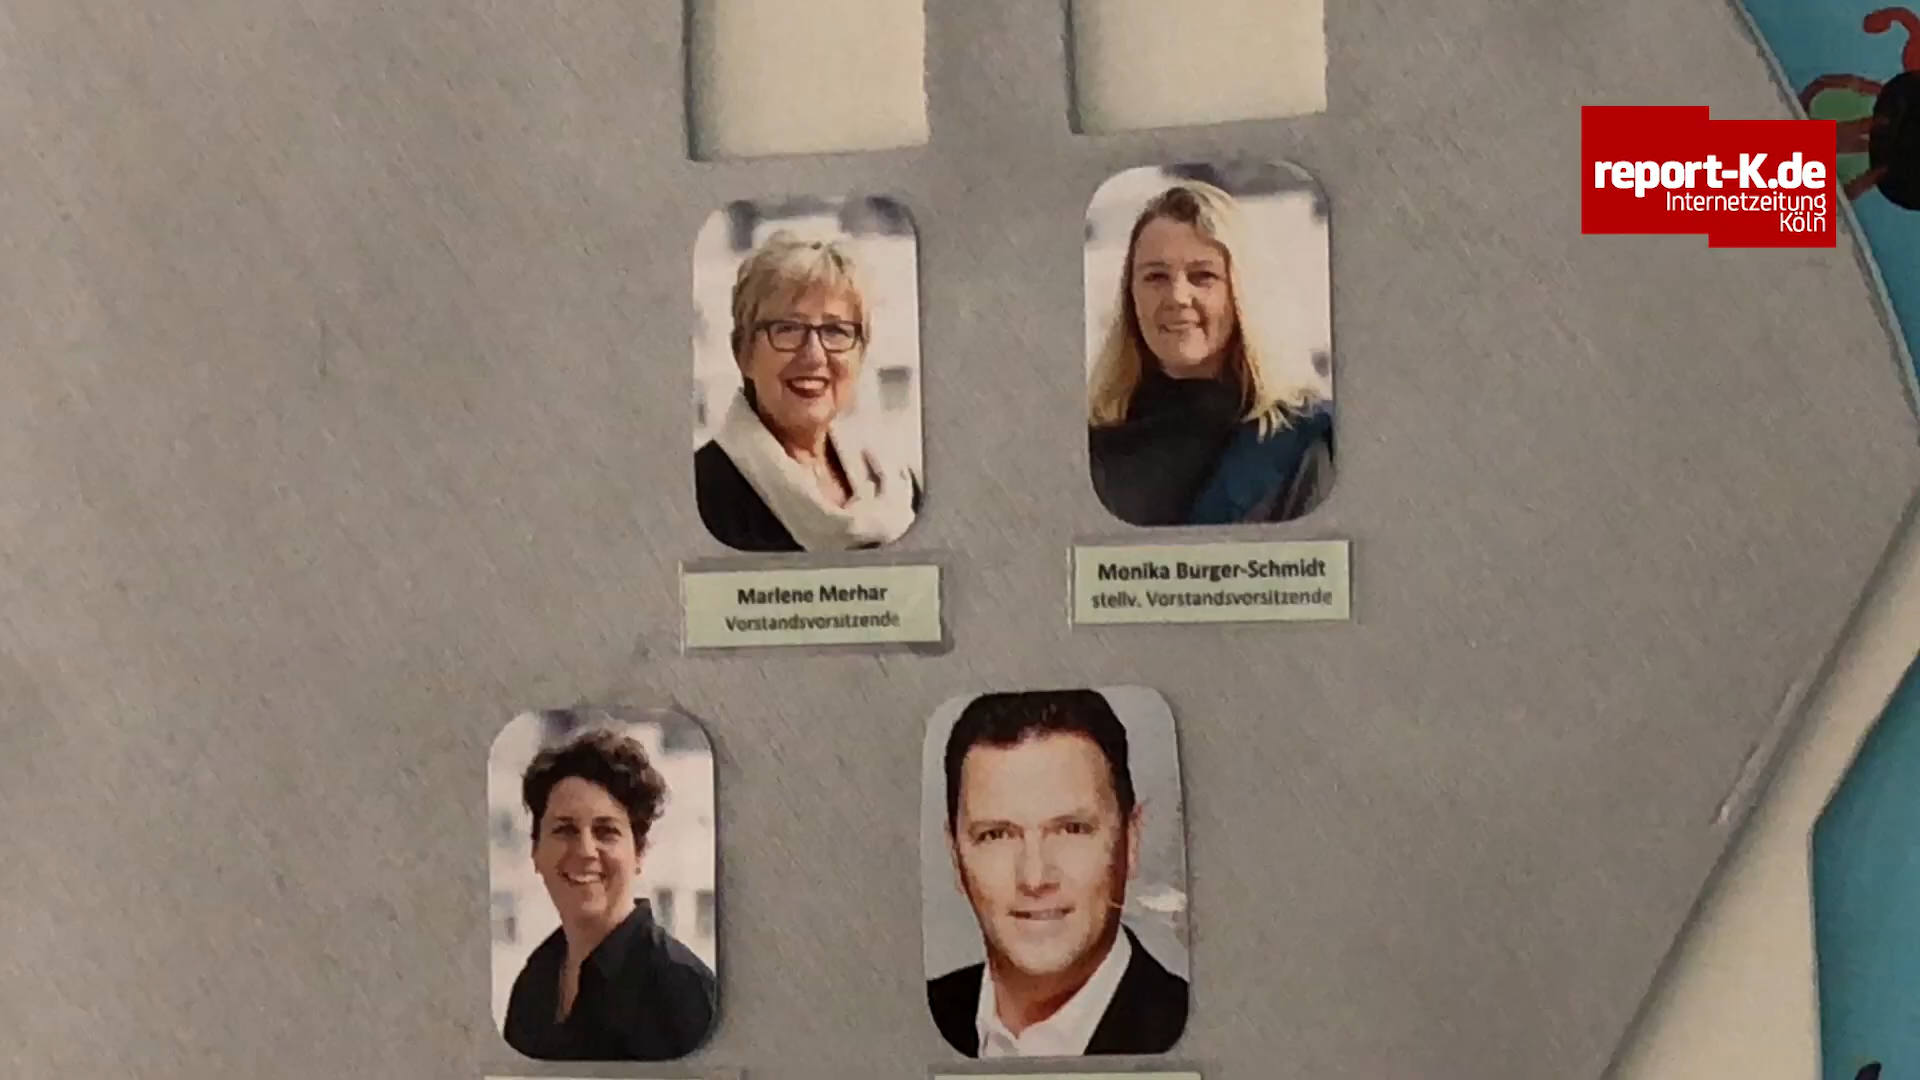 report-K.de
Internetzeitung
Köln
Marlene Merhar
Vorstandsvorsitzende
Monika Burger-Schmidt
stellv. Vorstandsvorsitzende